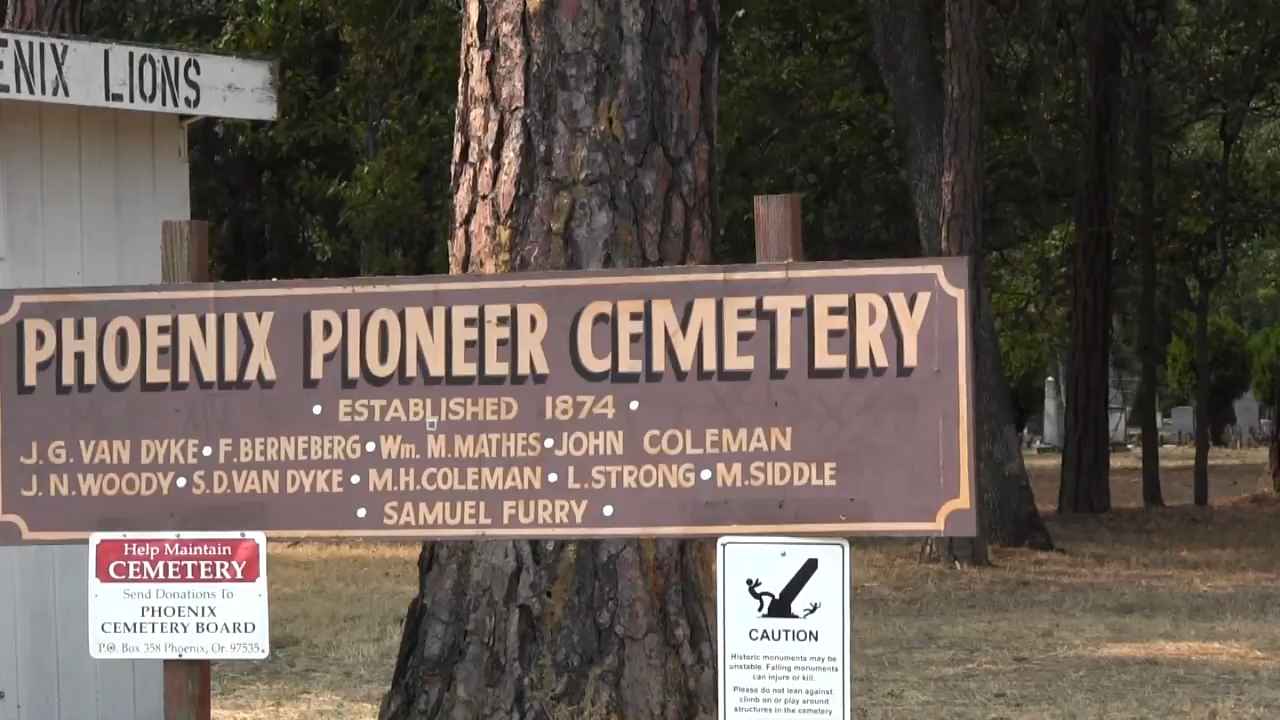 ENIX LIONS
PHOENIX PIONEER CEMETERY
• ESTABLISHED 1874 •
J.G. VAN DYKE • F. BERNEBERG • Wm. M. MATHES • JOHN COLEMAN
J.N. WOODY • S.D. VAN DYKE • M.H. COLEMAN • L. STRONG • M. SIDDLE
• SAMUEL FURRY •
Help Maintain
CEMETERY
Send Donations To
PHOENIX
CEMETERY BOARD
P.O. Box 358 Phoenix, Or. 97535
CAUTION
Historic monuments may be
unstable. Falling monuments
can injure or kill.
Please do not lean against,
climb on or play around
structures in the cemetery